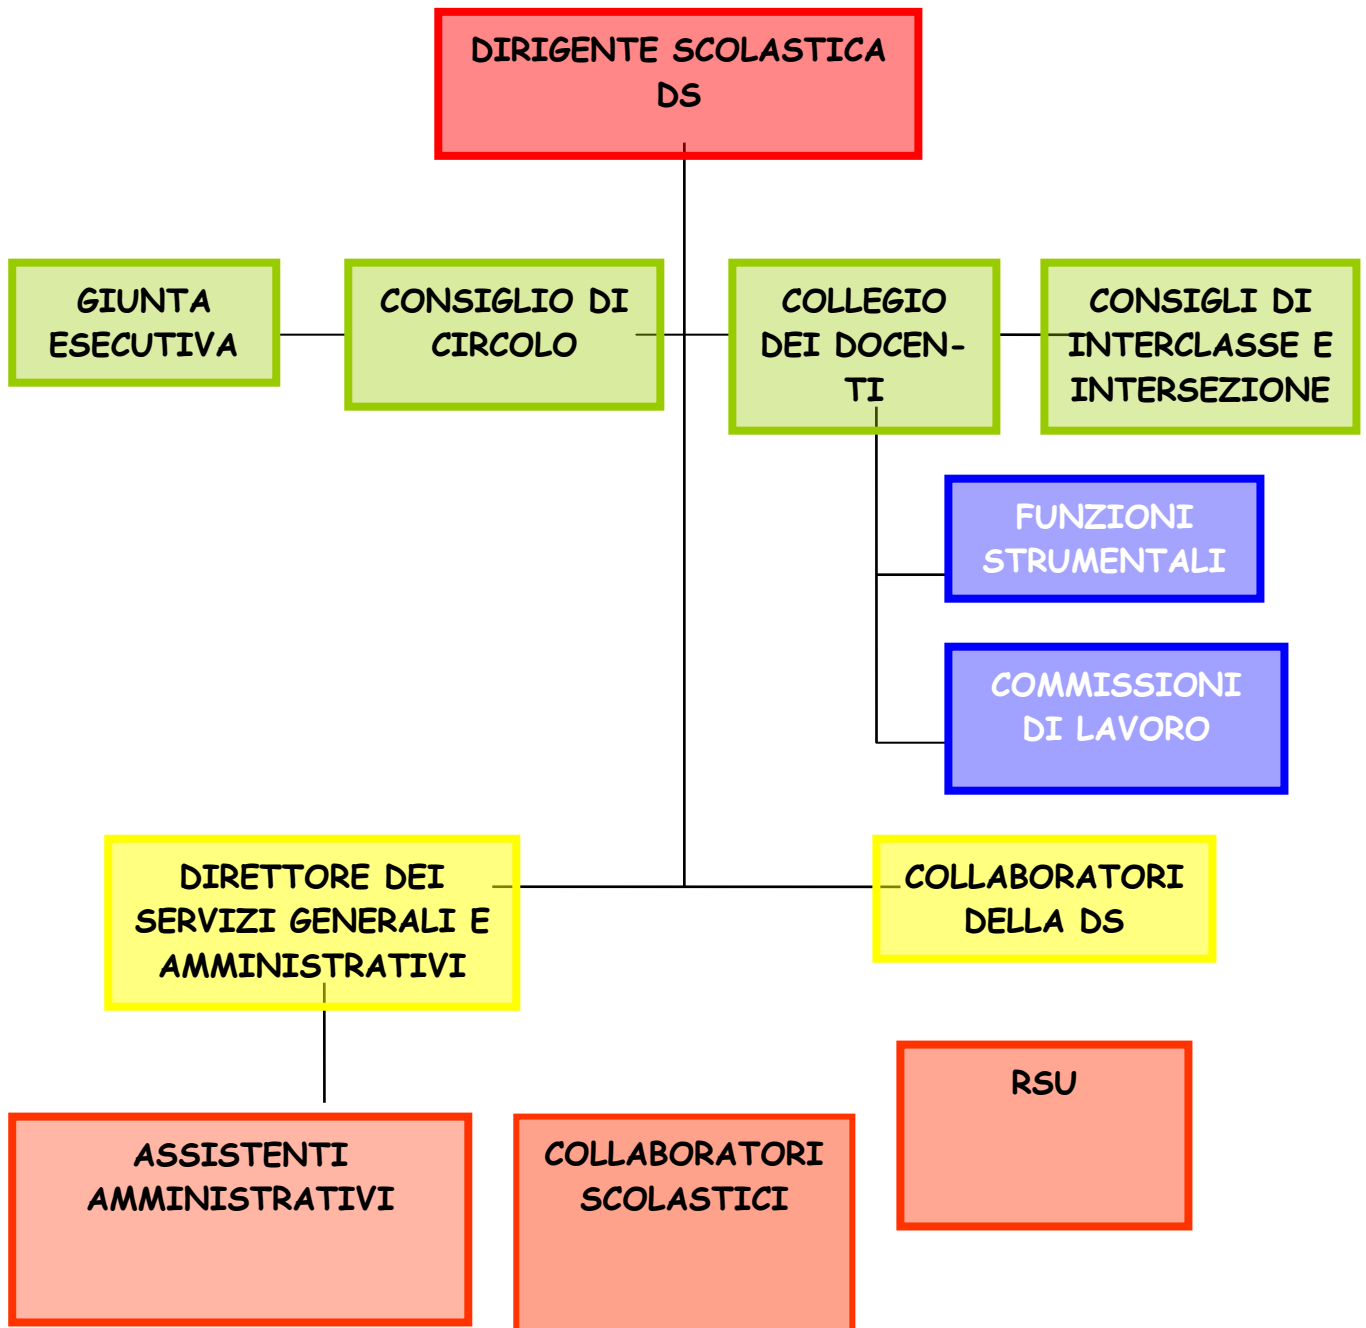 DIRIGENTE SCOLASTICA
DS
GIUNTA
ESECUTIVA
CONSIGLIO DI
CIRCOLO
COLLEGIO
DEI DOCEN-
TI
CONSIGLI DI
INTERCLASSE E
INTERSEZIONE
FUNZIONI
STRUMENTALI
COMMISSIONI
DI LAVORO
DIRETTORE DEI
SERVIZI GENERALI E
AMMINISTRATIVI
COLLABORATORI
DELLA DS
RSU
ASSISTENTI
AMMINISTRATIVI
COLLABORATORI
SCOLASTICI